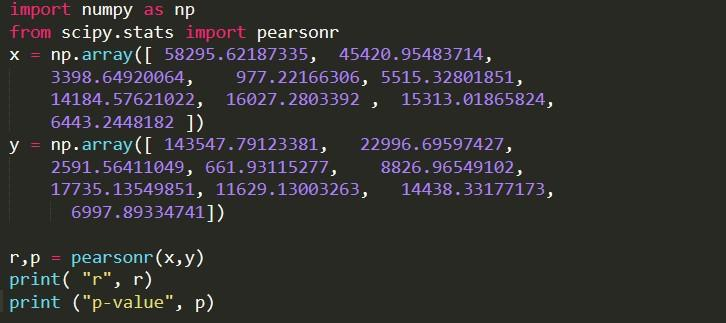 import numpy as np
from scipy.stats import pearsonr
x = np.array([ 58295.62187335,  45420.95483714,
    3398.64920064,    977.22166306, 5515.32801851,
    14184.57621022,  16027.2803392 ,  15313.01865824,
    6443.2448182 ])
y = np.array([ 143547.79123381,   22996.69597427,
    2591.56411049, 661.93115277,    8826.96549102,
    17735.13549851, 11629.13003263,   14438.33177173,
      6997.89334741])

r,p = pearsonr(x,y)
print( "r", r)
print ("p-value", p)